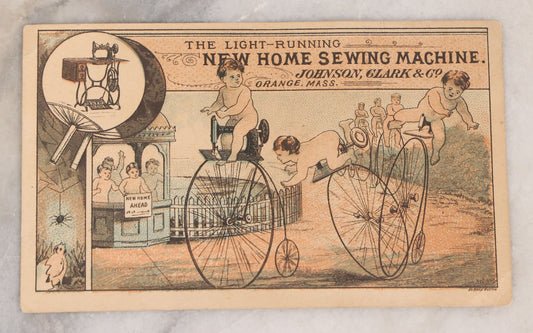 THE LIGHT-RUNNING
NEW HOME SEWING MACHINE.
JOHNSON, CLARK & CO
ORANGE, MASS.
NEW HOME
AHEAD